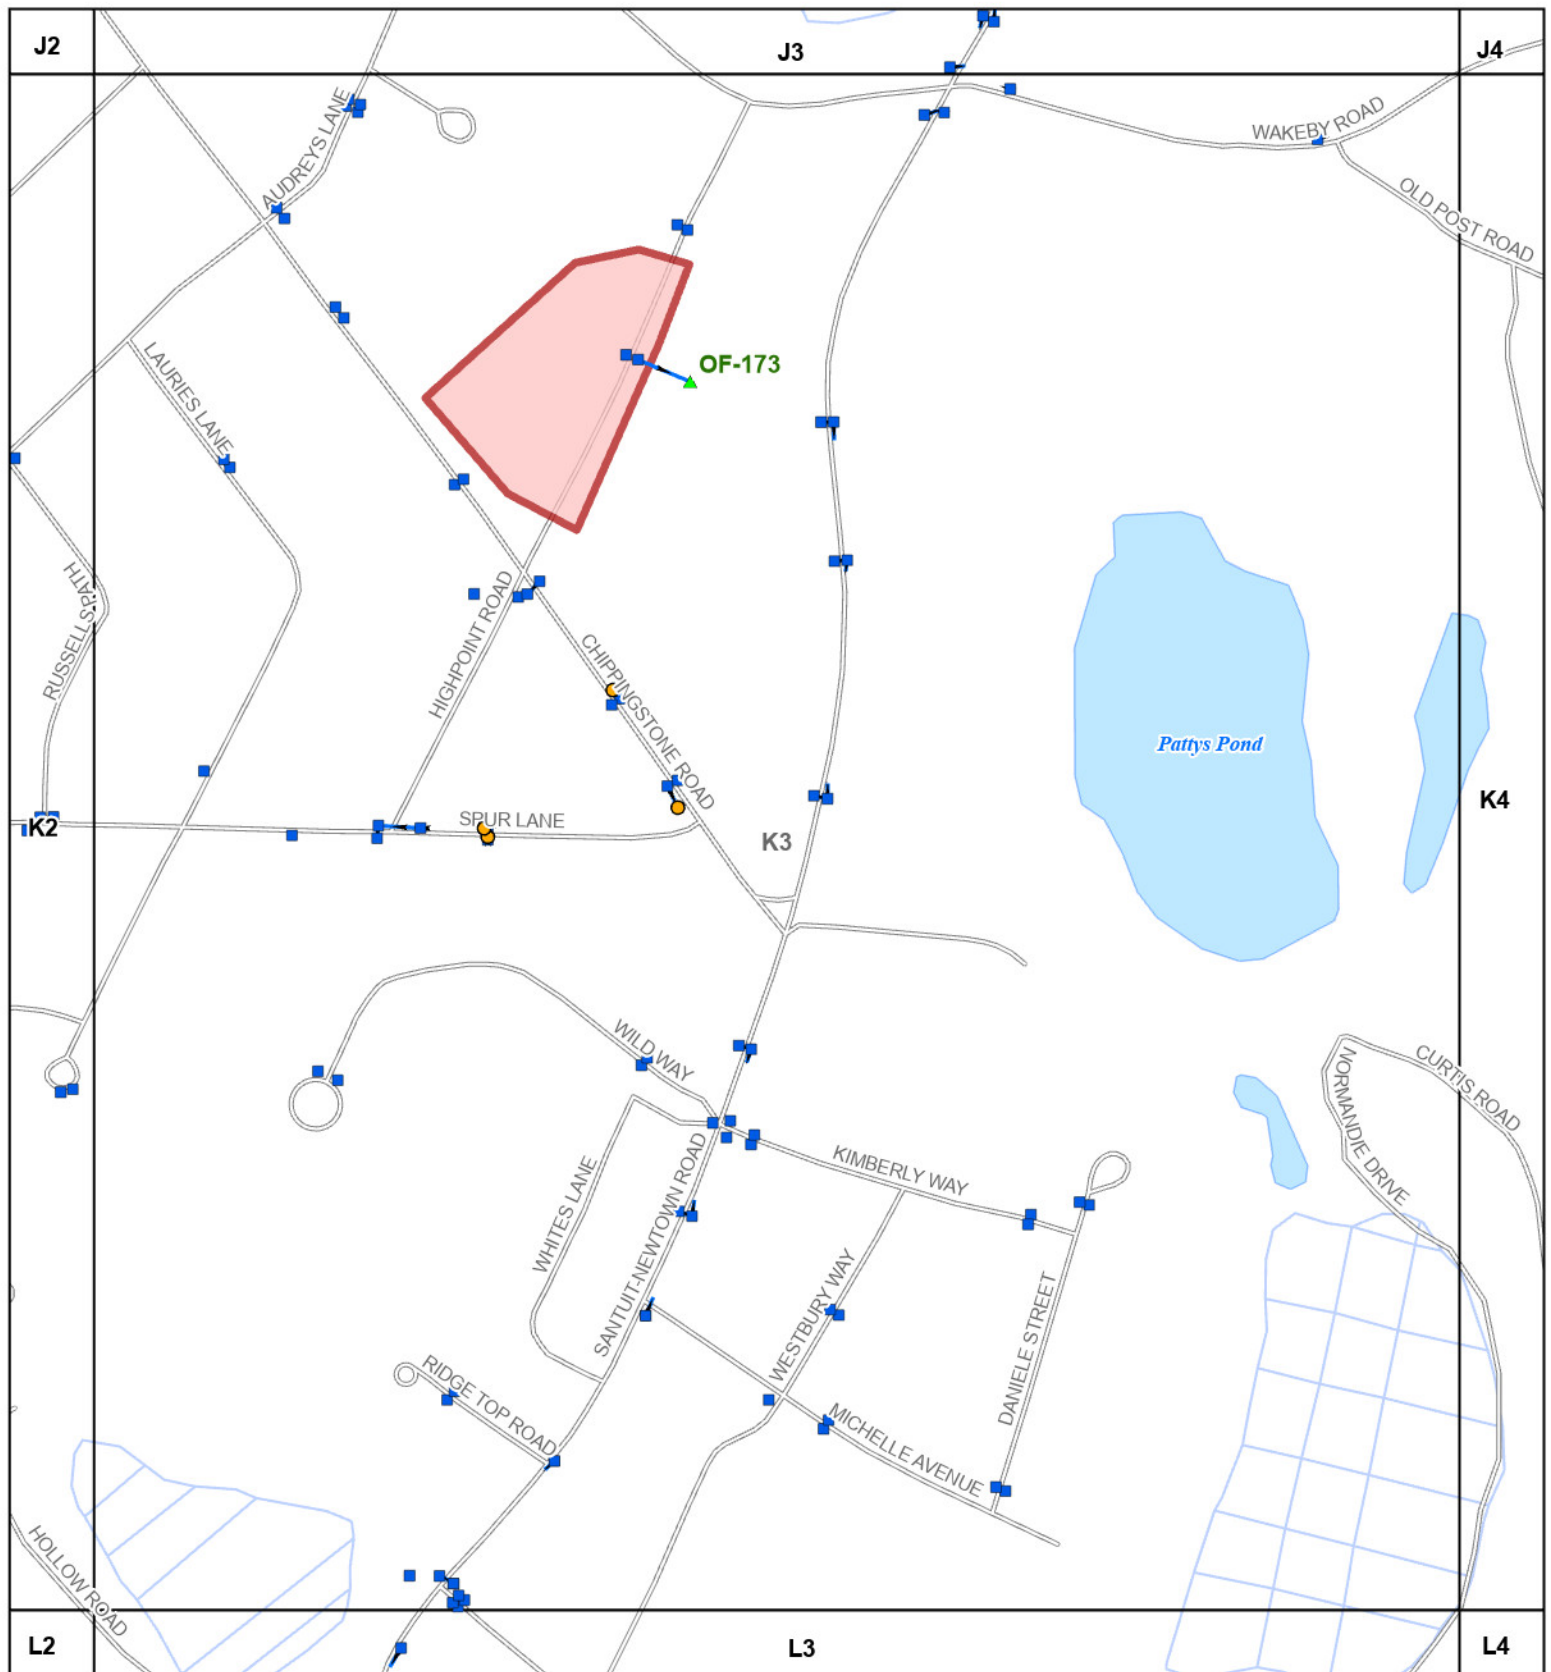 J2
J3
J4
AUDREYS LANE
WAKEBY ROAD
OLD POST ROAD
OF-173
LAURIES LANE
RUSSELLS PATH
HIGHPOINT ROAD
CHIPPINGSTONE ROAD
Pattys Pond
K2
SPUR LANE
K3
K4
WILD WAY
NORMANDIE DRIVE
CURTIS ROAD
WHITES LANE
SANTUIT-NEWTOWN ROAD
KIMBERLY WAY
WESTBURY WAY
DANIELE STREET
RIDGE TOP ROAD
MICHELLE AVENUE
HOLLOW ROAD
L2
L3
L4